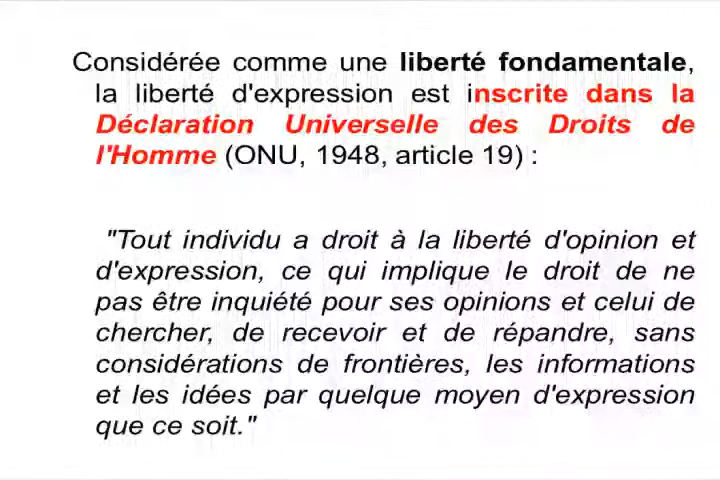 Considérée comme une liberté fondamentale,
la liberté d'expression est inscrite dans la
Déclaration Universelle des Droits de
l'Homme (ONU, 1948, article 19) :
"Tout individu a droit à la liberté d'opinion et
d'expression, ce qui implique le droit de ne
pas être inquiété pour ses opinions et celui de
chercher, de recevoir et de répandre, sans
considérations de frontières, les informations
et les idées par quelque moyen d'expression
que ce soit."